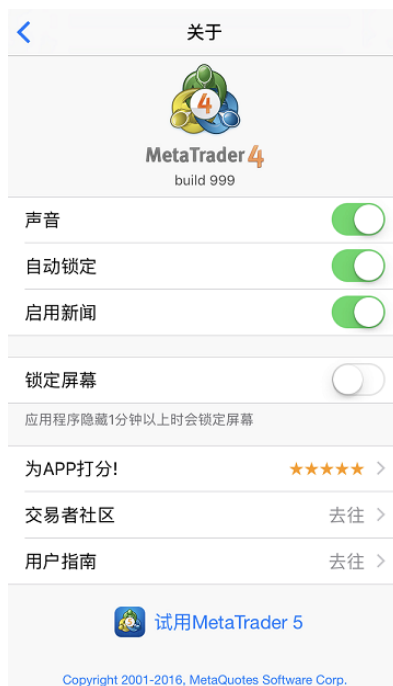 关于
4
MetaTrader 4
build 999
声音
自动锁定
启用新闻
锁定屏幕
应用程序隐藏1分钟以上时会锁定屏幕
为APP打分! ★★★★★
交易者社区 去往
用户指南 去往
5 试用MetaTrader 5
Copyright 2001-2016, MetaQuotes Software Corp.